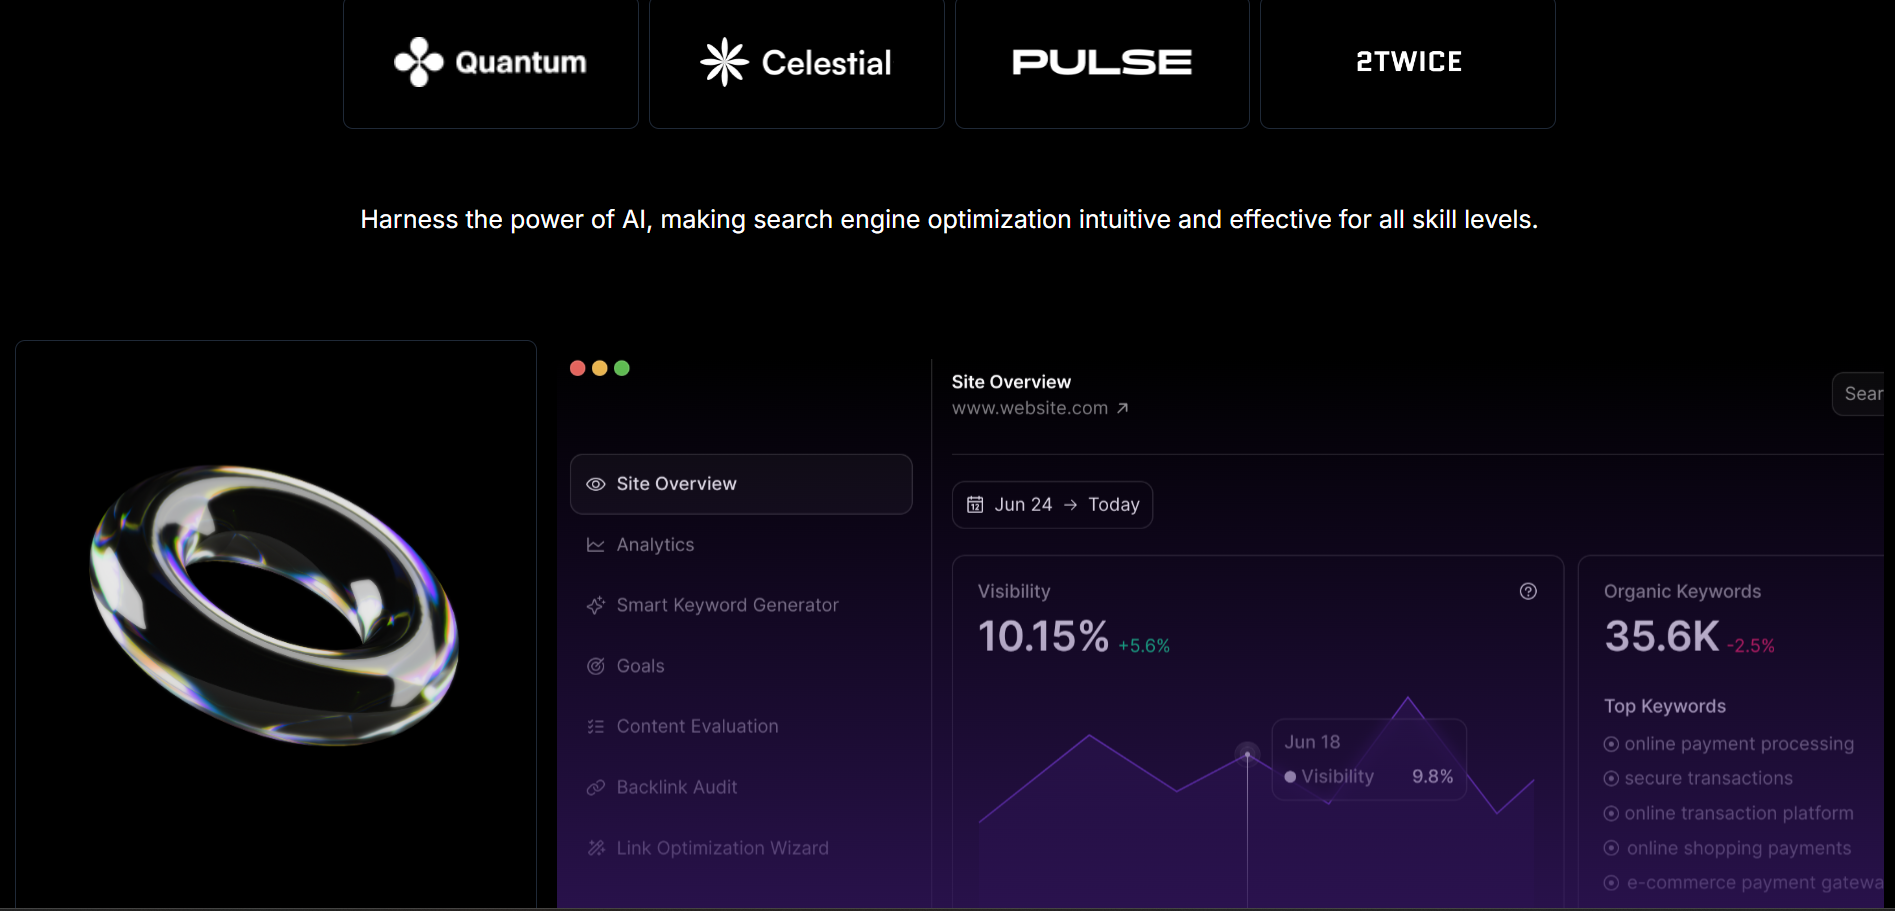 Quantum
Celestial
PULSE
2TWICE
Harness the power of AI, making search engine optimization intuitive and effective for all skill levels.
Site Overview
Analytics
Smart Keyword Generator
Goals
Content Evaluation
Backlink Audit
Link Optimization Wizard
Site Overview
www.website.com
Sear
12
Jun 24 → Today
Visibility
10.15% +5.6%
Jun 18
Visibility 9.8%
Organic Keywords
35.6K -2.5%
Top Keywords
online payment processing
secure transactions
online transaction platform
online shopping payments
e-commerce payment gatewa